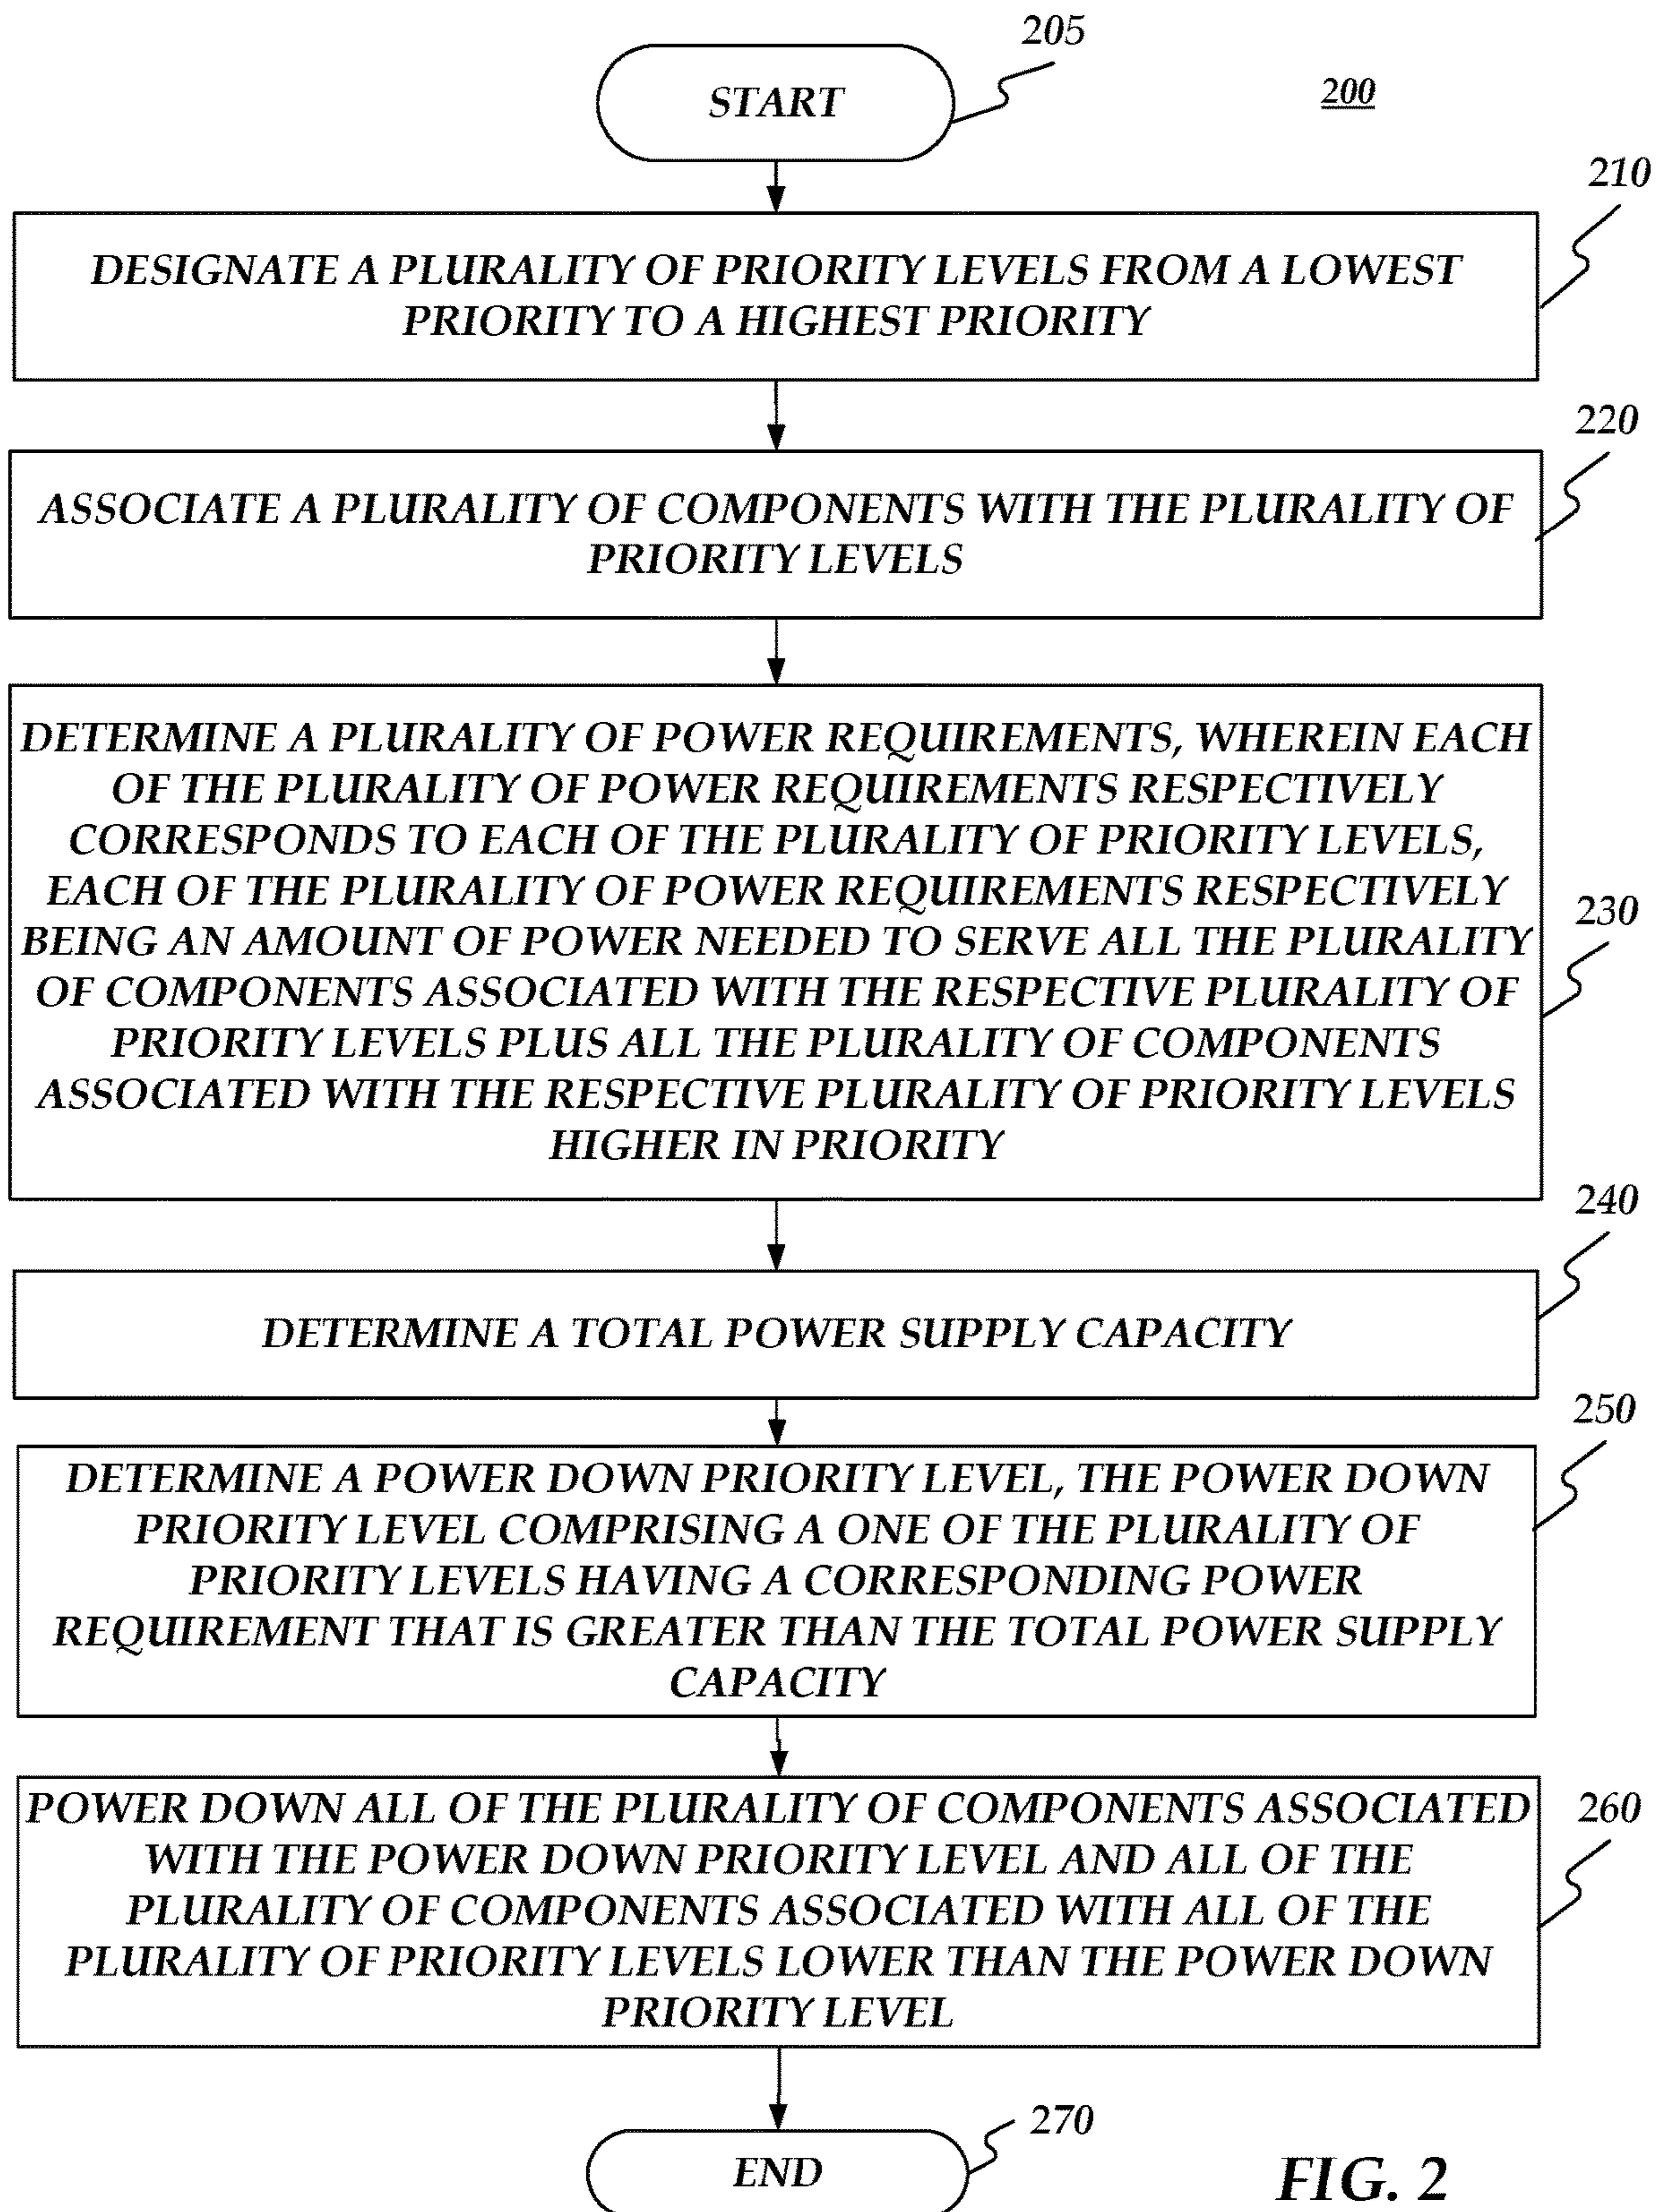 205
START
200
210
DESIGNATE A PLURALITY OF PRIORITY LEVELS FROM A LOWEST
PRIORITY TO A HIGHEST PRIORITY
220
ASSOCIATE A PLURALITY OF COMPONENTS WITH THE PLURALITY OF
PRIORITY LEVELS
DETERMINE A PLURALITY OF POWER REQUIREMENTS, WHEREIN EACH
OF THE PLURALITY OF POWER REQUIREMENTS RESPECTIVELY
CORRESPONDS TO EACH OF THE PLURALITY OF PRIORITY LEVELS,
EACH OF THE PLURALITY OF POWER REQUIREMENTS RESPECTIVELY
230
BEING AN AMOUNT OF POWER NEEDED TO SERVE ALL THE PLURALITY
OF COMPONENTS ASSOCIATED WITH THE RESPECTIVE PLURALITY OF
PRIORITY LEVELS PLUS ALL THE PLURALITY OF COMPONENTS
ASSOCIATED WITH THE RESPECTIVE PLURALITY OF PRIORITY LEVELS
HIGHER IN PRIORITY
240
DETERMINE A TOTAL POWER SUPPLY CAPACITY
250
DETERMINE A POWER DOWN PRIORITY LEVEL, THE POWER DOWN
PRIORITY LEVEL COMPRISING A ONE OF THE PLURALITY OF
PRIORITY LEVELS HAVING A CORRESPONDING POWER
REQUIREMENT THAT IS GREATER THAN THE TOTAL POWER SUPPLY
CAPACITY
POWER DOWN ALL OF THE PLURALITY OF COMPONENTS ASSOCIATED
260
WITH THE POWER DOWN PRIORITY LEVEL AND ALL OF THE
PLURALITY OF COMPONENTS ASSOCIATED WITH ALL OF THE
PLURALITY OF PRIORITY LEVELS LOWER THAN THE POWER DOWN
PRIORITY LEVEL
270
END
FIG. 2